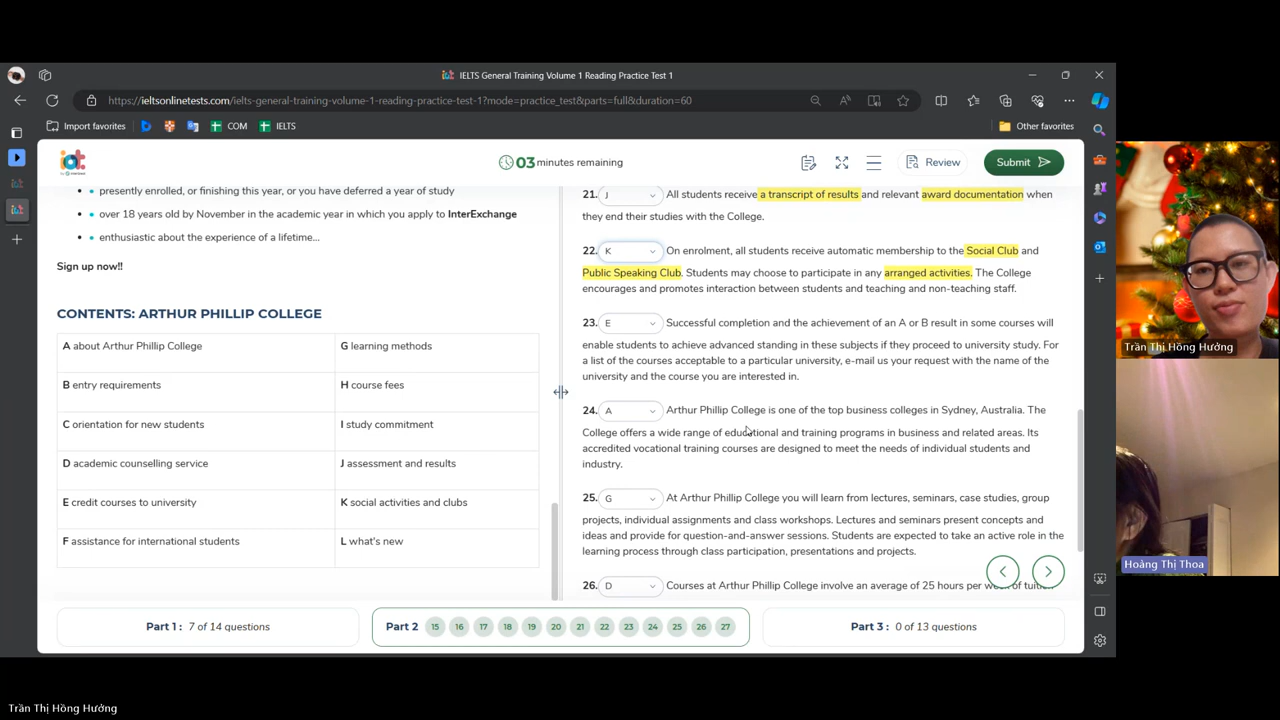 IELTS General Training Volume 1 Reading Practice Test 1
https://ieltsonlinetests.com/ielts-general-training-volume-1-reading-practice-test-1?mode=practice_test&parts=full&duration=60
Import favorites
COM
IELTS
Other favorites
iot
03 minutes remaining
Review
Submit
presently enrolled, or finishing this year, or you have deferred a year of study
over 18 years old by November in the academic year in which you apply to InterExchange
enthusiastic about the experience of a lifetime...
Sign up now!!
CONTENTS: ARTHUR PHILLIP COLLEGE
A about Arthur Phillip College
G learning methods
B entry requirements
H course fees
C orientation for new students
I study commitment
D academic counselling service
J assessment and results
E credit courses to university
K social activities and clubs
F assistance for international students
L what's new
21. J All students receive a transcript of results and relevant award documentation when
they end their studies with the College.
22. K On enrolment, all students receive automatic membership to the Social Club and
Public Speaking Club. Students may choose to participate in any arranged activities. The College
encourages and promotes interaction between students and teaching and non-teaching staff.
23. E Successful completion and the achievement of an A or B result in some courses will
enable students to achieve advanced standing in these subjects if they proceed to university study. For
a list of the courses acceptable to a particular university, e-mail us your request with the name of the
university and the course you are interested in.
24. A Arthur Phillip College is one of the top business colleges in Sydney, Australia. The
College offers a wide range of educational and training programs in business and related areas. Its
accredited vocational training courses are designed to meet the needs of individual students and
industry.
25. G At Arthur Phillip College you will learn from lectures, seminars, case studies, group
projects, individual assignments and class workshops. Lectures and seminars present concepts and
ideas and provide for question-and-answer sessions. Students are expected to take an active role in the
learning process through class participation, presentations and projects.
26. D Courses at Arthur Phillip College involve an average of 25 hours per week of tuition
Part 1 : 7 of 14 questions
Part 2 15 16 17 18 19 20 21 22 23 24 25 26 27
Part 3 : 0 of 13 questions
Trần Thị Hồng Hưởng
Hoàng Thị Thoa
Trần Thị Hồng Hưởng